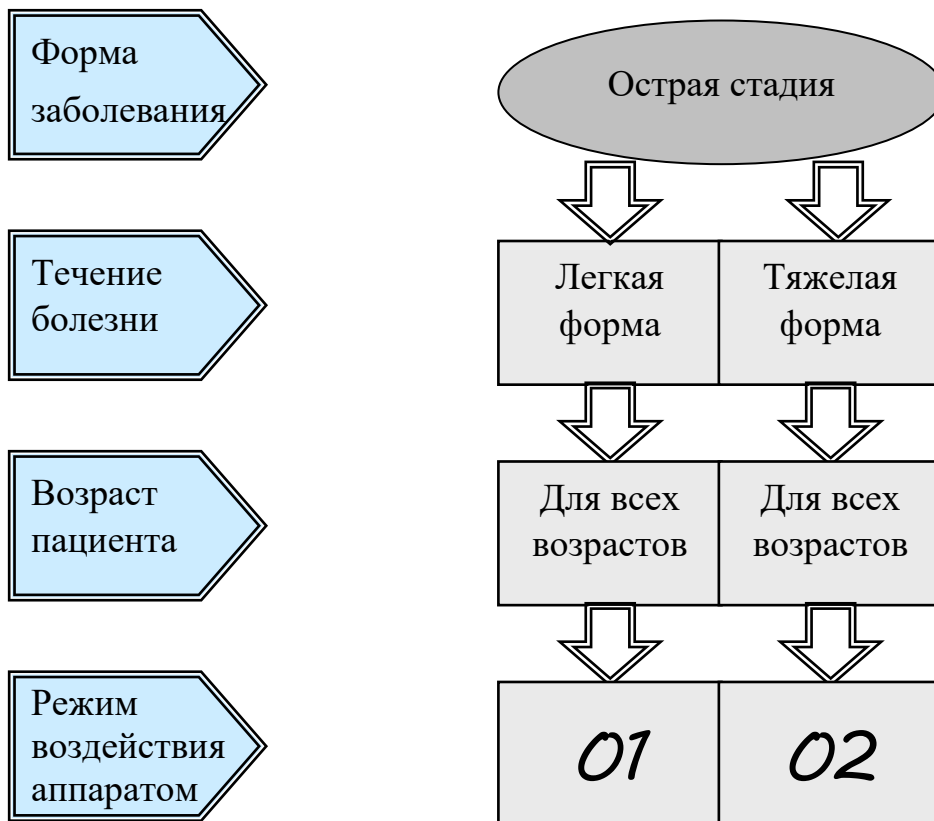 Форма
заболевания
Острая стадия
Течение
болезни
Легкая
форма
Тяжелая
форма
Возраст
пациента
Для всех
возрастов
Для всех
возрастов
Режим
воздействия
аппаратом
01
02